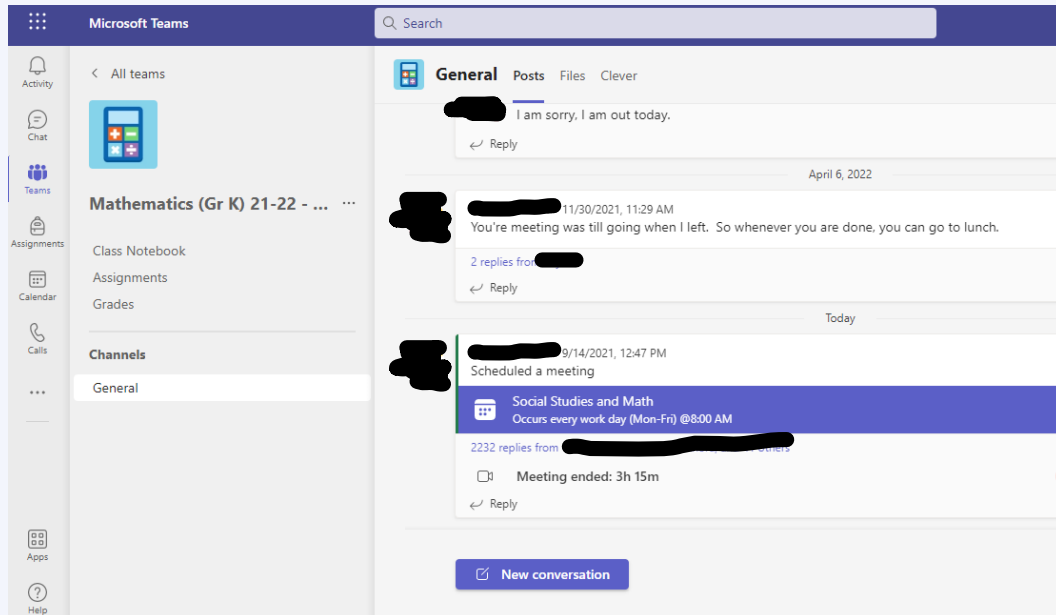 Microsoft Teams
Search
Activity
Chat
Teams
Assignments
Calendar
Calls
Apps
Help
All teams
Mathematics (Gr K) 21-22 - ...
Class Notebook
Assignments
Grades
Channels
General
General Posts Files Clever
I am sorry, I am out today.
Reply
April 6, 2022
11/30/2021, 11:29 AM
You're meeting was till going when I left. So whenever you are done, you can go to lunch.
2 replies from
Reply
Today
9/14/2021, 12:47 PM
Scheduled a meeting
Social Studies and Math
Occurs every work day (Mon-Fri) @8:00 AM
2232 replies from others
Meeting ended: 3h 15m
Reply
New conversation